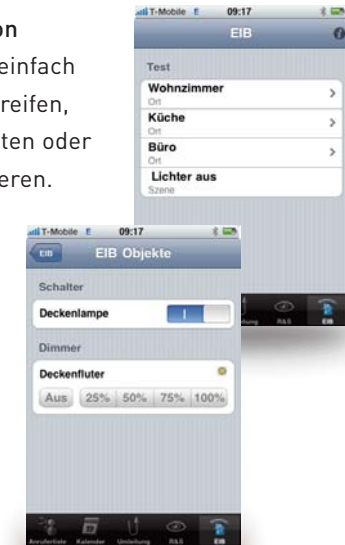 on
einfach
reifen,
ten oder
eren.
T-Mobile E 09:17
EIB
Test
Wohnzimmer
Ort
Küche
Ort
Büro
Ort
Lichter aus
Szene
R&S EIB
T-Mobile E 09:17
EIB EIB Objekte
Schalter
Deckenlampe
Dimmer
Deckenfluter
Aus 25% 50% 75% 100%
Anruferliste Kalender Umleitung R&S EIB